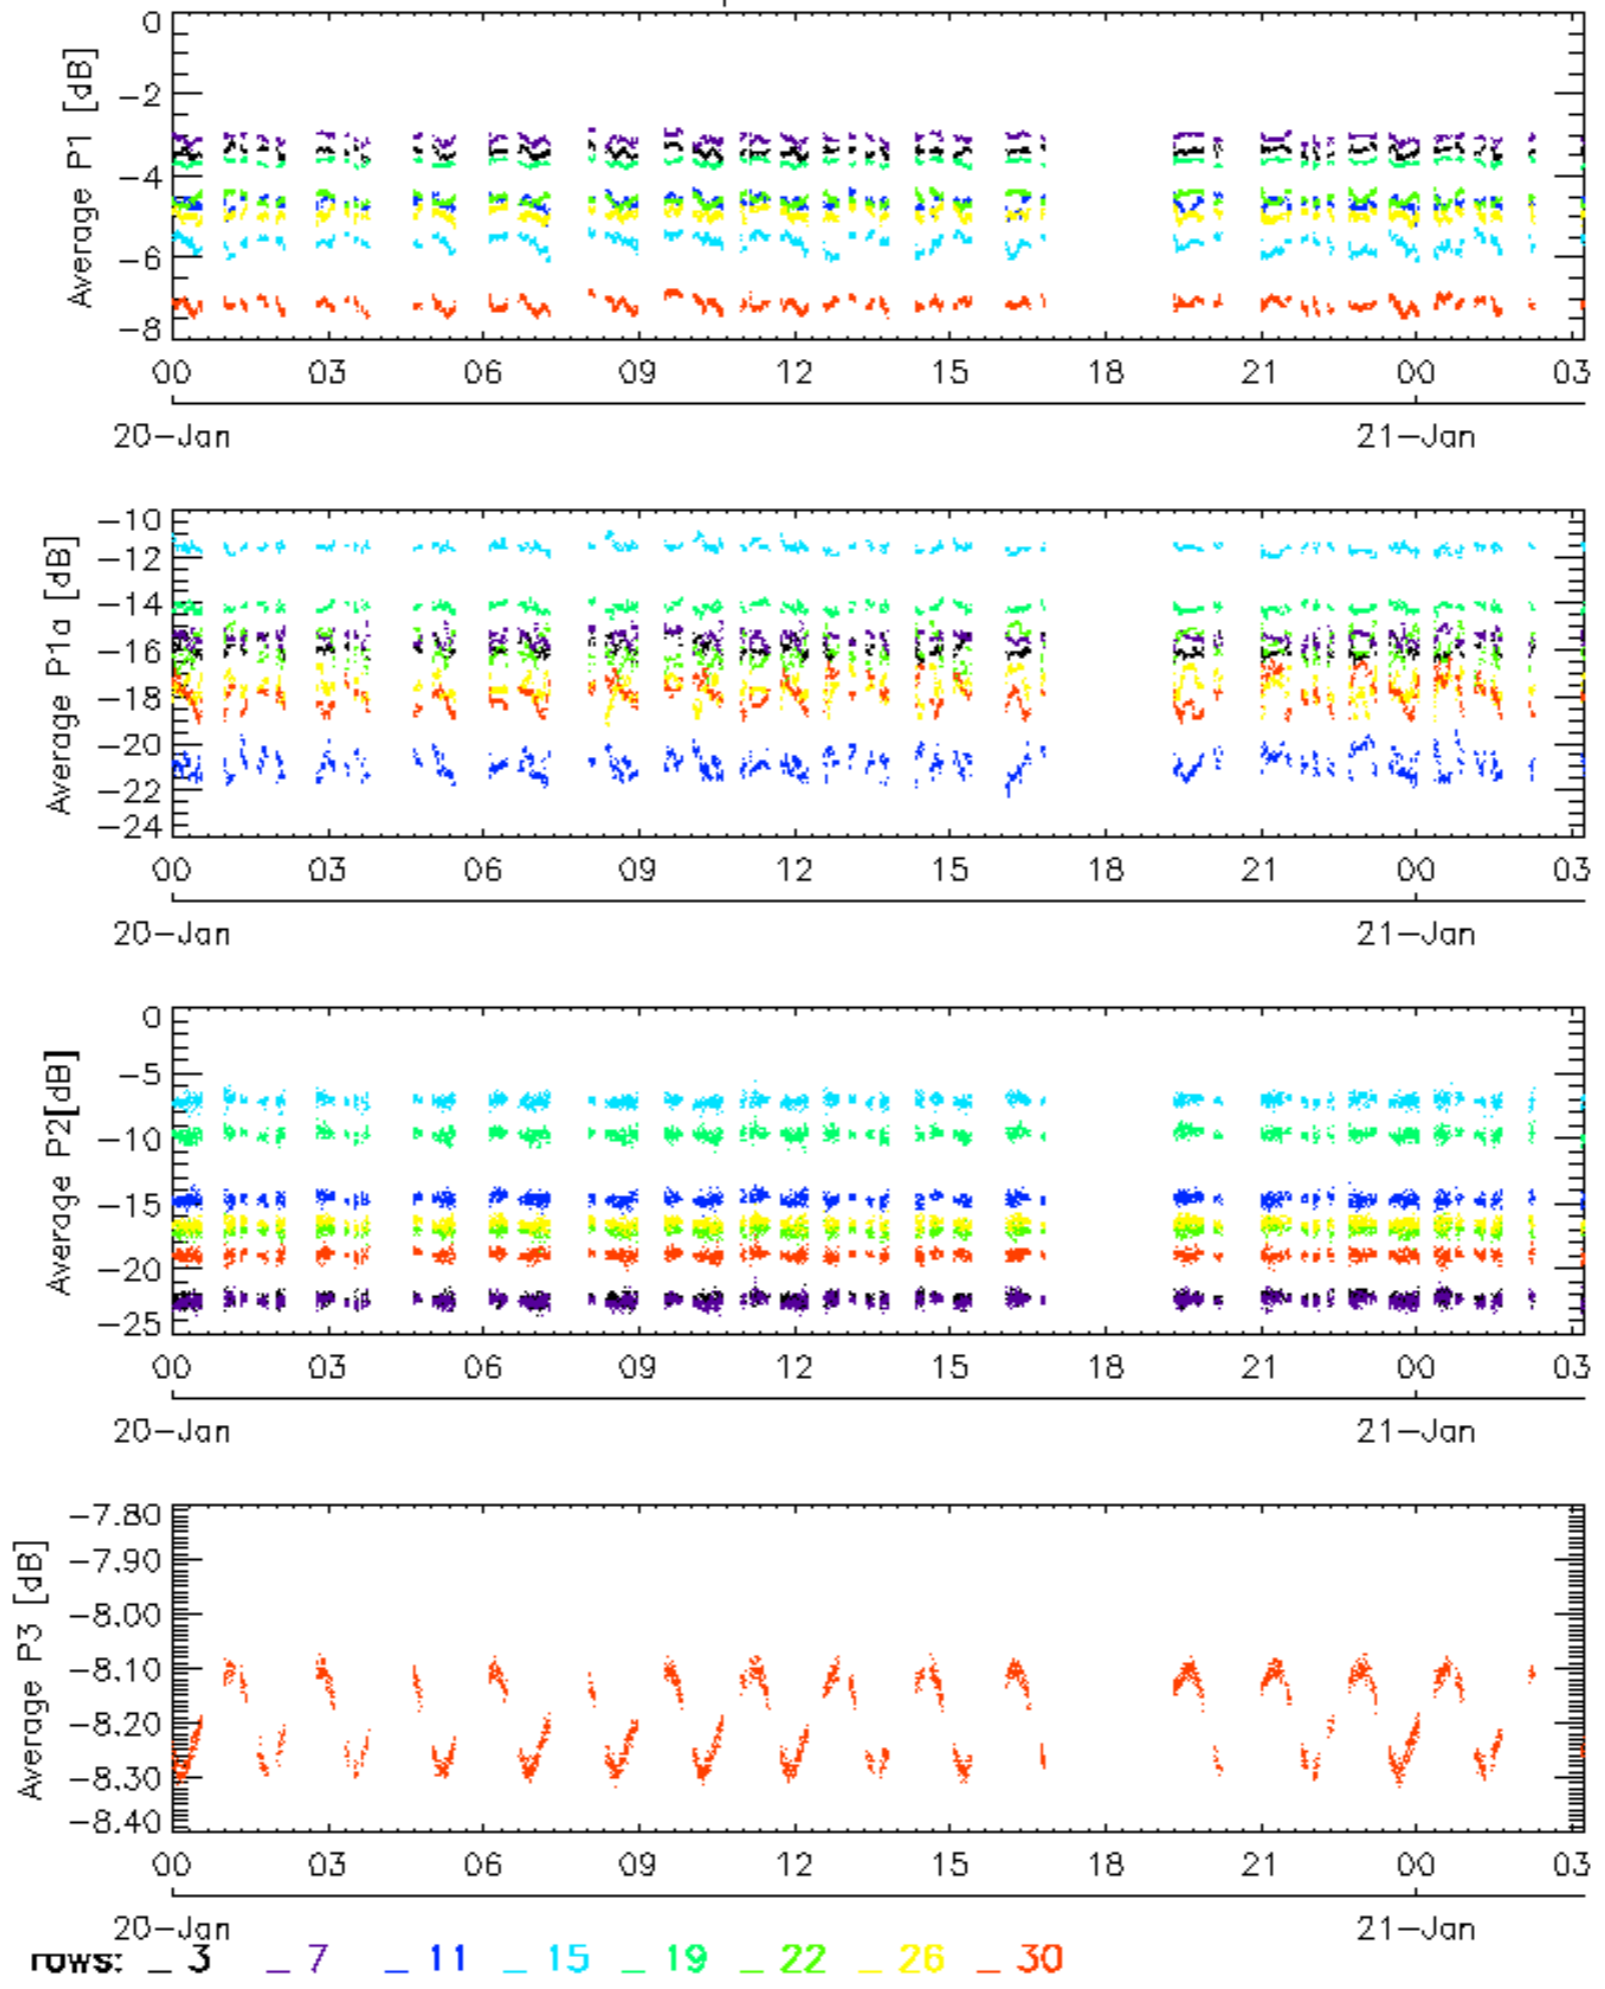 0
-2
-4
-6
-8
Average P1 [dB]
00 03 06 09 12 15 18 21 00 03
20-Jan 21-Jan
-10
-12
-14
-16
-18
-20
-22
-24
Average P1a [dB]
00 03 06 09 12 15 18 21 00 03
20-Jan 21-Jan
0
-5
-10
-15
-20
-25
Average P2[dB]
00 03 06 09 12 15 18 21 00 03
20-Jan 21-Jan
-7.80
-7.90
-8.00
-8.10
-8.20
-8.30
-8.40
Average P3 [dB]
00 03 06 09 12 15 18 21 00 03
20-Jan 21-Jan
rows: _ 3 _ 7 _ 11 _ 15 _ 19 _ 22 _ 26 _ 30